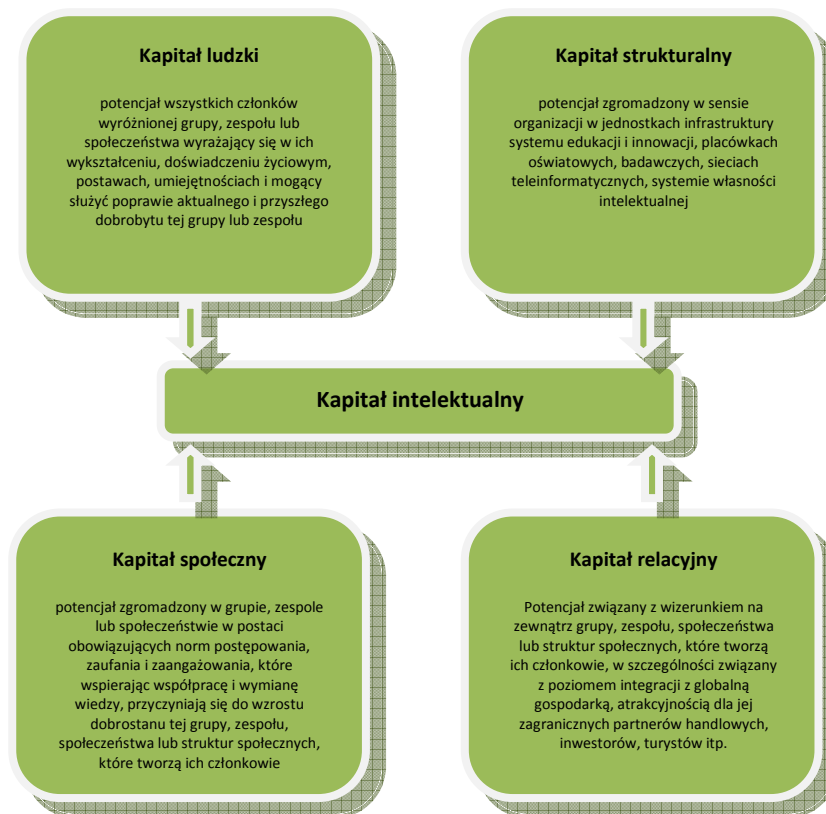 Kapitał ludzki
potencjał wszystkich członków
wyróżnionej grupy, zespołu lub
społeczeństwa wyrażający się w ich
wykształceniu, doświadczeniu życiowym,
postawach, umiejętnościach i mogący
służyć poprawie aktualnego i przyszłego
dobrobytu tej grupy lub zespołu
Kapitał strukturalny
potencjał zgromadzony w sensie
organizacji w jednostkach infrastruktury
systemu edukacji i innowacji, placówkach
oświatowych, badawczych, sieciach
teleinformatycznych, systemie własności
intelektualnej
Kapitał intelektualny
Kapitał społeczny
potencjał zgromadzony w grupie, zespole
lub społeczeństwie w postaci
obowiązujących norm postępowania,
zaufania i zaangażowania, które
wspierając współpracę i wymianę
wiedzy, przyczyniają się do wzrostu
dobrostanu tej grupy, zespołu,
społeczeństwa lub struktur społecznych,
które tworzą ich członkowie
Kapitał relacyjny
Potencjał związany z wizerunkiem na
zewnątrz grupy, zespołu, społeczeństwa
lub struktur społecznych, które tworzą
ich członkowie, w szczególności związany
z poziomem integracji z globalną
gospodarką, atrakcyjnością dla jej
zagranicznych partnerów handlowych,
inwestorów, turystów itp.